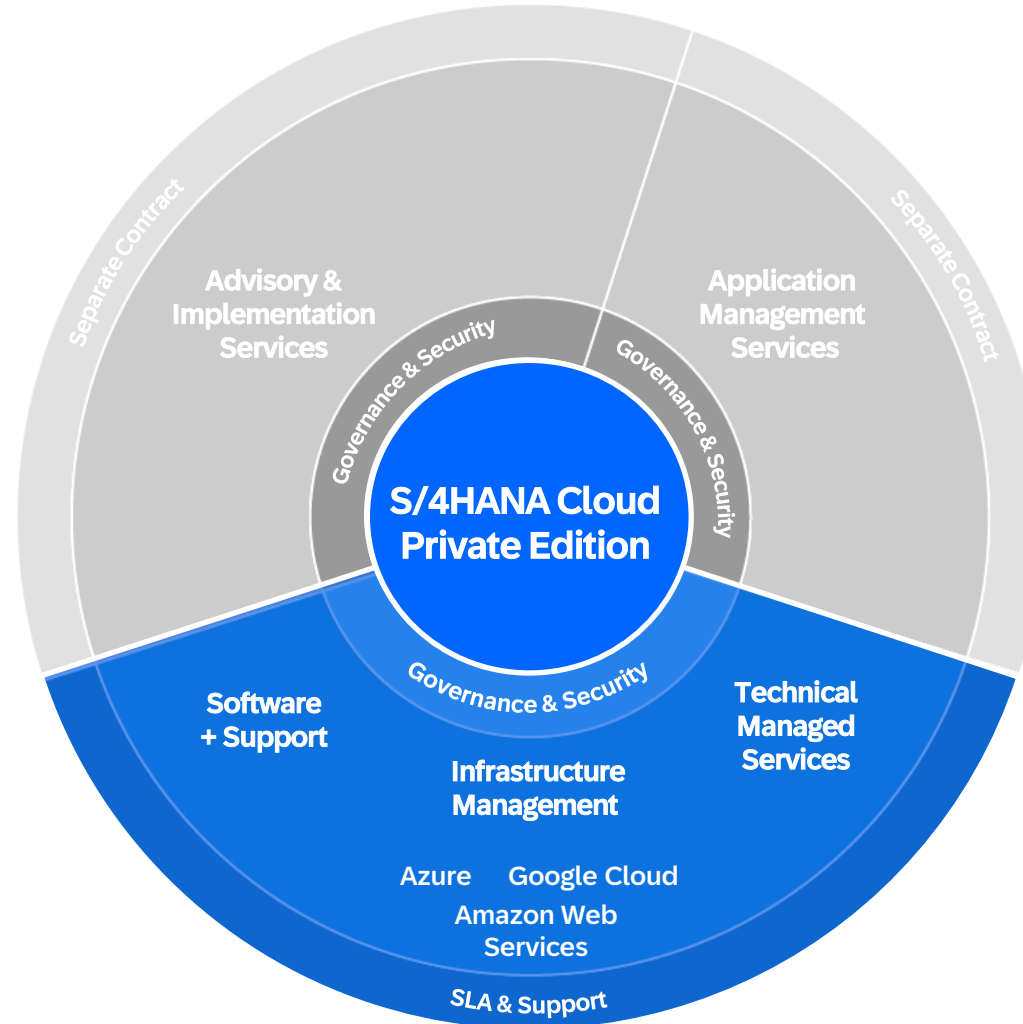 Separate Contract
Separate Contract
Advisory &
Implementation
Services
Application
Management
Services
Governance & Security
Governance & Security
S/4HANA Cloud
Private Edition
Governance & Security
Software
+ Support
Technical
Managed
Services
Infrastructure
Management
Azure Google Cloud
Amazon Web
Services
SLA & Support